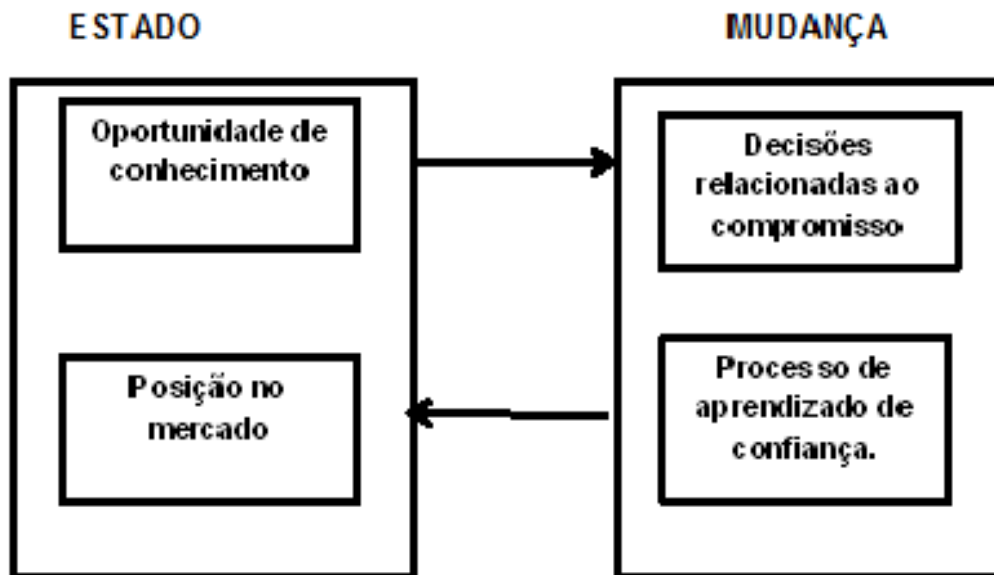 ESTADO
MUDANÇA
Oportunidade de
conhecimento
Decisões
relacionadas ao
compromisso
Posição no
mercado
Processo de
aprendizado de
confiança.